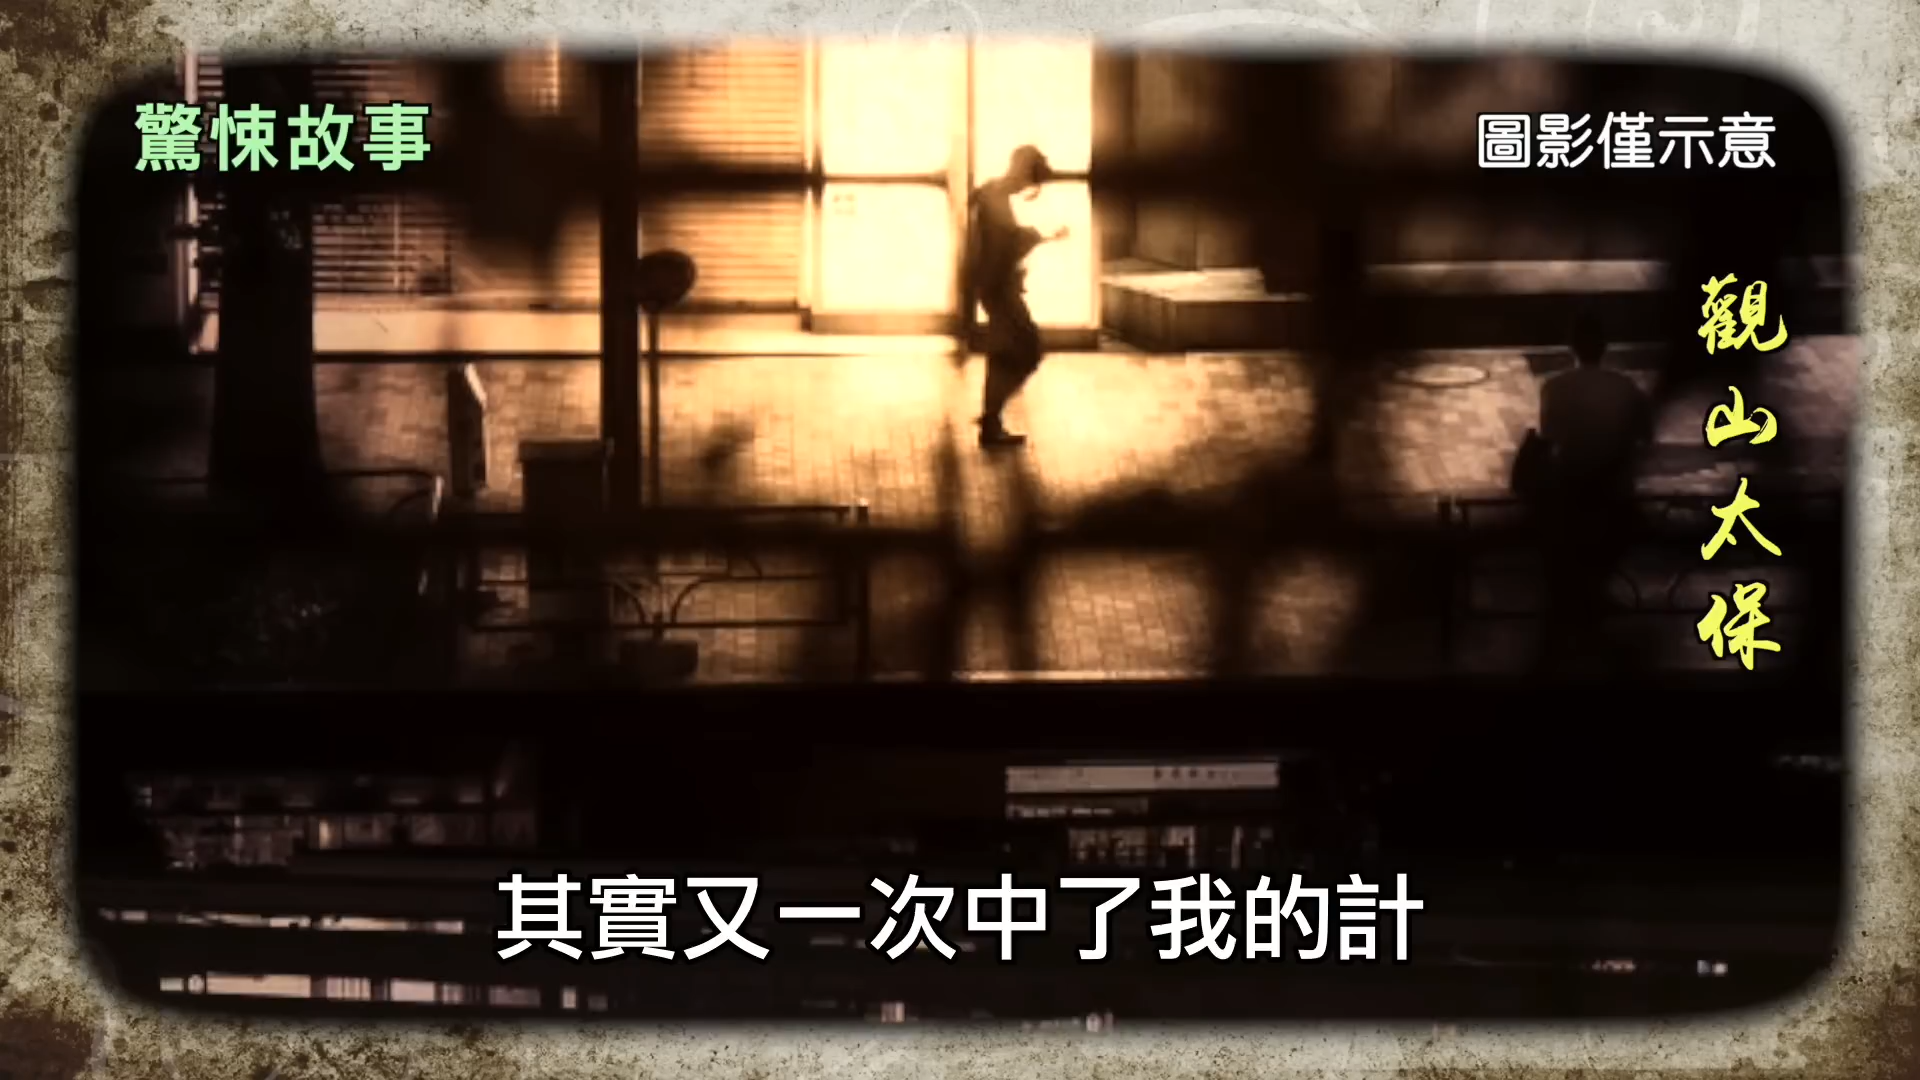 驚悚故事
圖影僅示意
觀山太保
其實又一次中了我的計